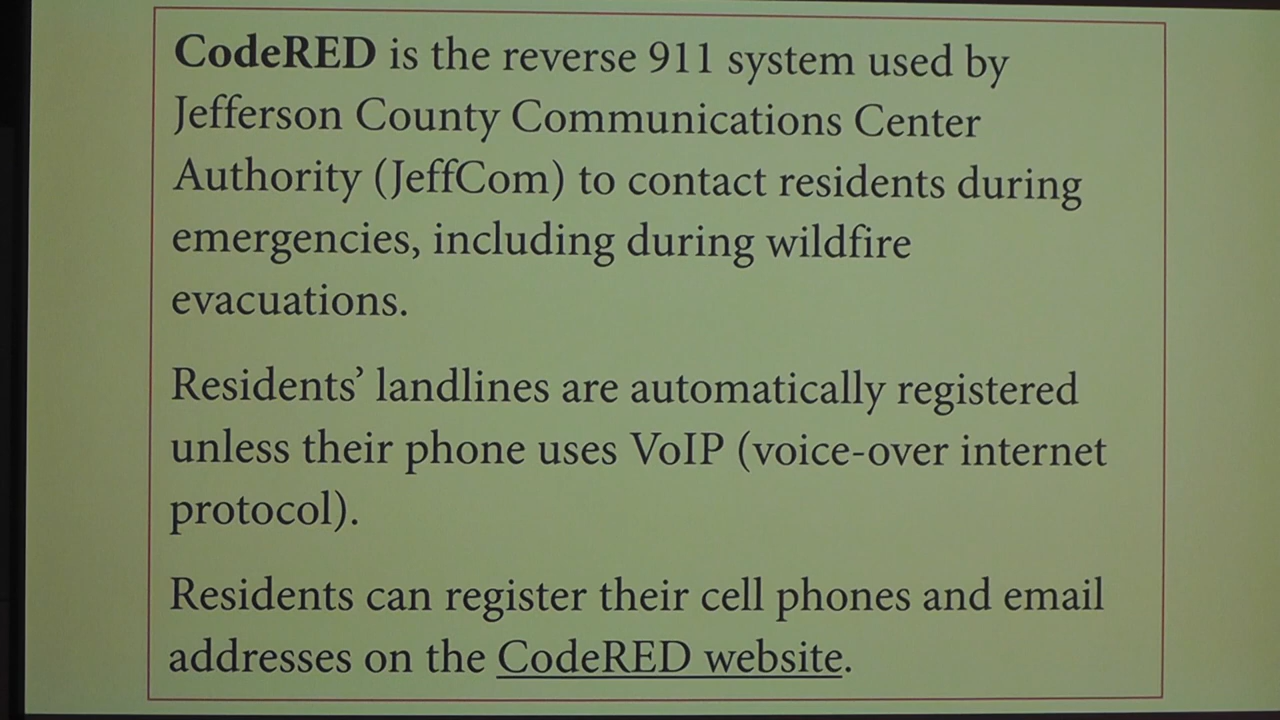 CodeRED is the reverse 911 system used by
Jefferson County Communications Center
Authority (JeffCom) to contact residents during
emergencies, including during wildfire
evacuations.
Residents’ landlines are automatically registered
unless their phone uses VoIP (voice-over internet
protocol).
Residents can register their cell phones and email
addresses on the CodeRED website.